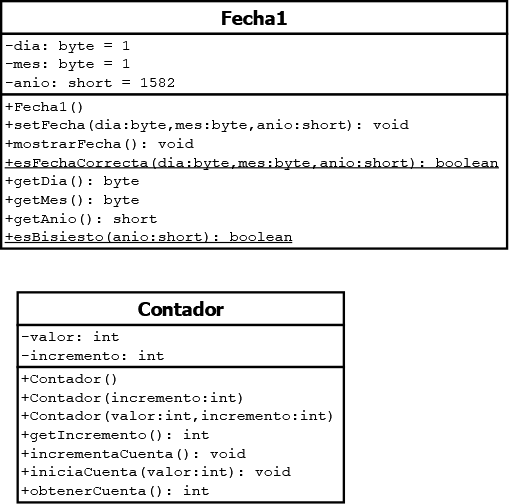 Fecha1
-dia: byte = 1
-mes: byte = 1
-anio: short = 1582
+Fecha1()
+setFecha(dia:byte,mes:byte,anio:short): void
+mostrarFecha(): void
+esFechaCorrecta(dia:byte,mes:byte,anio:short): boolean
+getDia(): byte
+getMes(): byte
+getAnio(): short
+esBisiesto(anio:short): boolean
Contador
-valor: int
-incremento: int
+Contador()
+Contador(incremento:int)
+Contador(valor:int,incremento:int)
+getIncremento(): int
+incrementaCuenta(): void
+iniciaCuenta(valor:int): void
+obtenerCuenta(): int